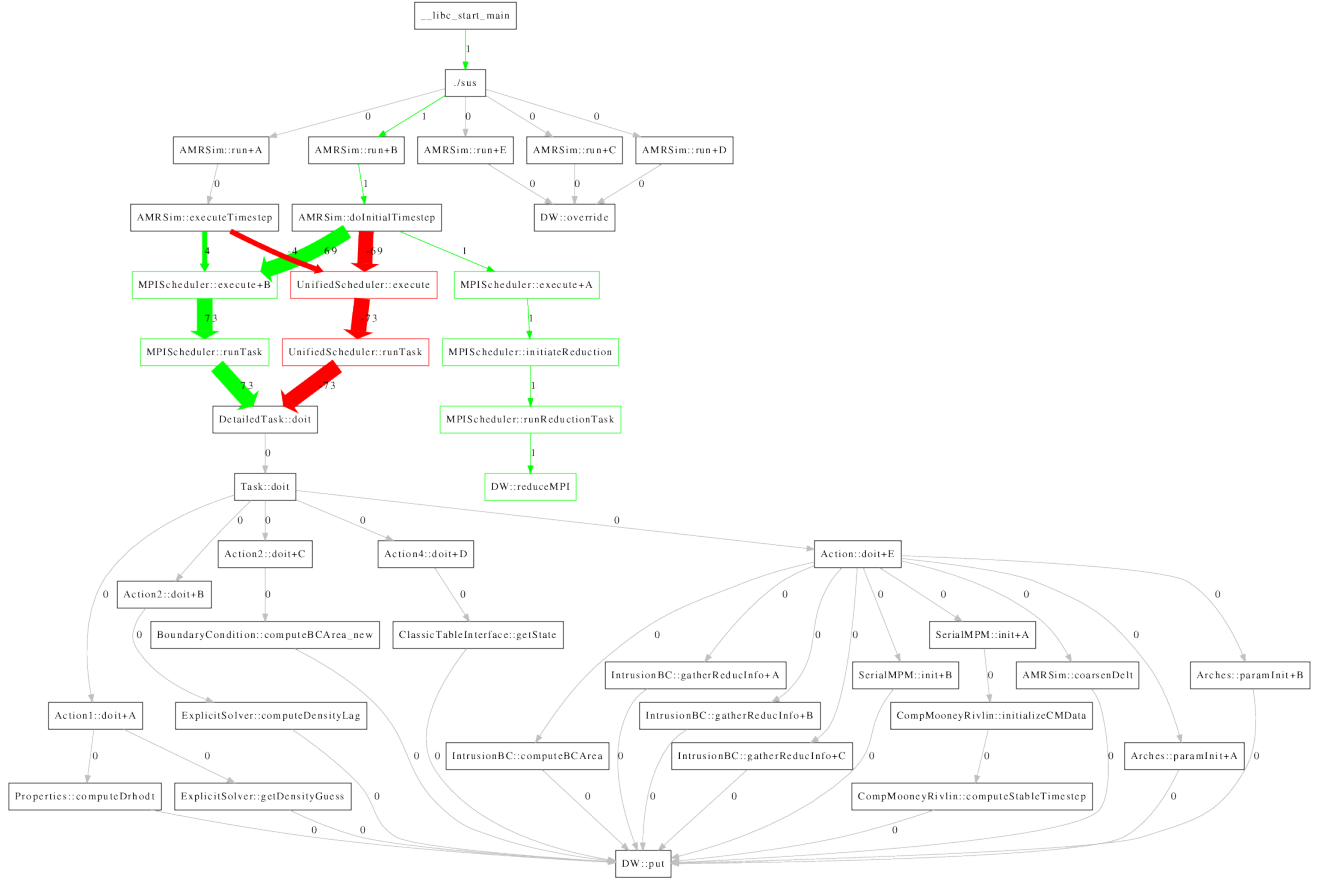 __libc_start_main
1
./sus
0
1
0
0
0
AMRSim::run+A
AMRSim::run+B
AMRSim::run+E
AMRSim::run+C
AMRSim::run+D
0
1
0
0
0
AMRSim::executeTimestep
AMRSim::doInitialTimestep
DW::override
4
-4
69
-69
1
MPIScheduler::execute+B
UnifiedScheduler::execute
MPIScheduler::execute+A
73
-73
1
MPIScheduler::runTask
UnifiedScheduler::runTask
MPIScheduler::initiateReduction
73
-73
1
DetailedTask::doit
MPIScheduler::runReductionTask
0
1
Task::doit
DW::reduceMPI
0
0
0
0
Action2::doit+C
Action4::doit+D
Action::doit+E
0
Action2::doit+B
0
0
0
0
0
0
0
0
0
BoundaryCondition::computeBCArea_new
ClassicTableInterface::getState
SerialMPM::init+A
0
0
0
0
0
IntrusionBC::gatherReducInfo+A
SerialMPM::init+B
0
AMRSim::coarsenDelt
Arches::paramInit+B
Action1::doit+A
ExplicitSolver::computeDensityLag
IntrusionBC::gatherReducInfo+B
CompMooneyRivlin::initializeCMData
0
0
0
0
0
0
0
0
0
0
IntrusionBC::computeBCArea
IntrusionBC::gatherReducInfo+C
Arches::paramInit+A
Properties::computeDrhodt
ExplicitSolver::getDensityGuess
0
0
0
0
CompMooneyRivlin::computeStableTimestep
0
0
0
0
DW::put